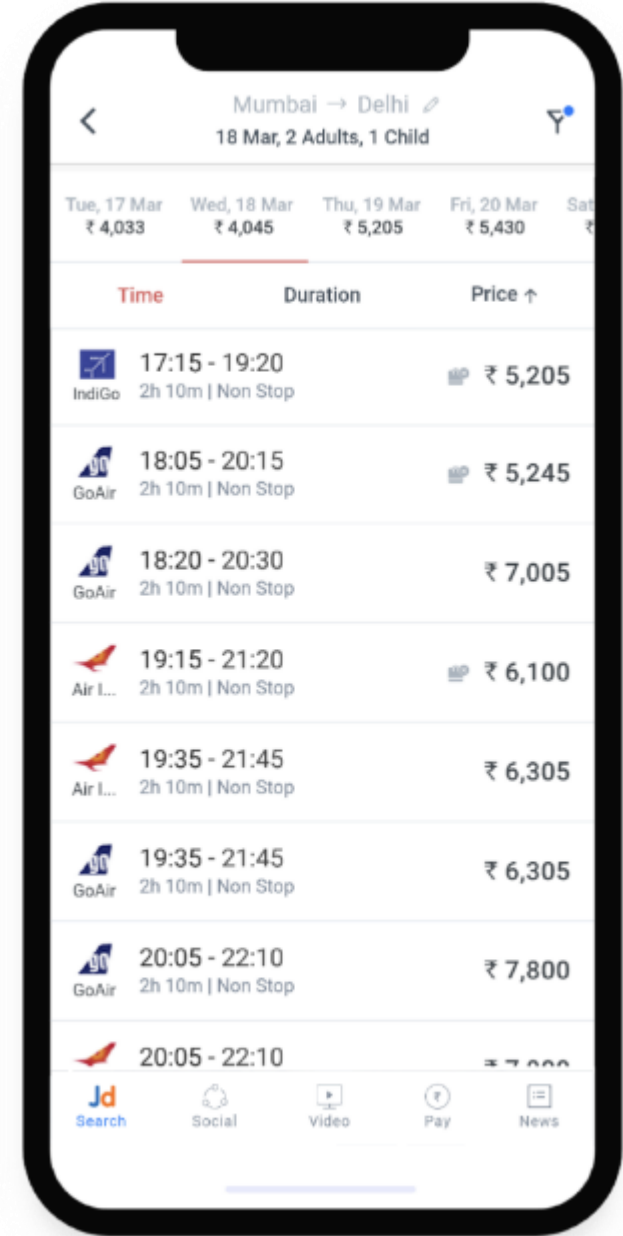 Mumbai → Delhi
18 Mar, 2 Adults, 1 Child
Tue, 17 Mar Wed, 18 Mar Thu, 19 Mar Fri, 20 Mar Sat
₹ 4,033 ₹ 4,045 ₹ 5,205 ₹ 5,430 ₹
Time Duration Price ↑
17:15 - 19:20
₹ 5,205
IndiGo 2h 10m | Non Stop
go 18:05 - 20:15
₹ 5,245
GoAir 2h 10m | Non Stop
go 18:20 - 20:30
₹ 7,005
GoAir 2h 10m | Non Stop
19:15 - 21:20
₹ 6,100
Air I... 2h 10m | Non Stop
19:35 - 21:45
₹ 6,305
Air I... 2h 10m | Non Stop
go 19:35 - 21:45
₹ 6,305
GoAir 2h 10m | Non Stop
go 20:05 - 22:10
₹ 7,800
GoAir 2h 10m | Non Stop
20:05 - 22:10
Jd
Search Social Video Pay News